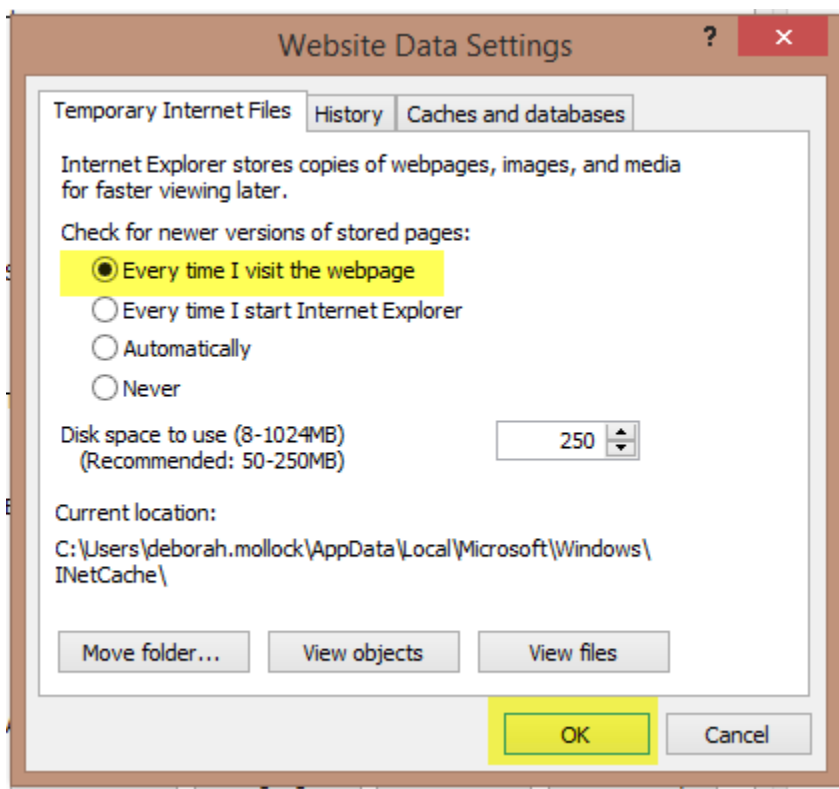 Website Data Settings
?
Temporary Internet Files
History
Caches and databases
Internet Explorer stores copies of webpages, images, and media
for faster viewing later.
Check for newer versions of stored pages:
Every time I visit the webpage
Every time I start Internet Explorer
Automatically
Never
Disk space to use (8-1024MB)
(Recommended: 50-250MB)
250
Current location:
C:\Users\deborah.mollock\AppData\Local\Microsoft\Windows\
INetCache\
Move folder...
View objects
View files
OK
Cancel